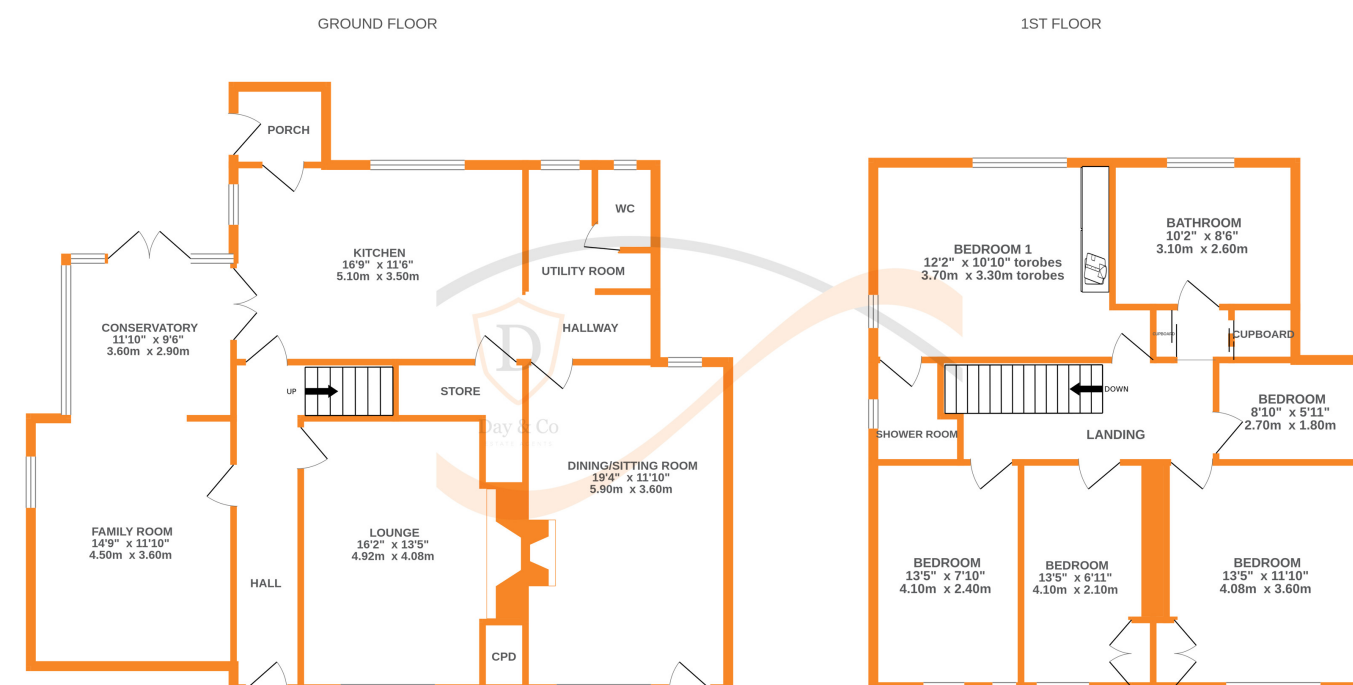 GROUND FLOOR
PORCH
WC
KITCHEN
16'9" x 11'6"
5.10m x 3.50m
UTILITY ROOM
CONSERVATORY
11'10" x 9'6"
3.60m x 2.90m
HALLWAY
UP
STORE
D
Day & Co
DINING/SITTING ROOM
19'4" x 11'10"
5.90m x 3.60m
FAMILY ROOM
14'9" x 11'10"
4.50m x 3.60m
LOUNGE
16'2" x 13'5"
4.92m x 4.08m
HALL
CPD
1ST FLOOR
BEDROOM 1
12'2" x 10'10" torobes
3.70m x 3.30m torobes
BATHROOM
10'2" x 8'6"
3.10m x 2.60m
CUPBOARD
CUPBOARD
DOWN
BEDROOM
8'10" x 5'11"
2.70m x 1.80m
SHOWER ROOM
LANDING
BEDROOM
13'5" x 7'10"
4.10m x 2.40m
BEDROOM
13'5" x 6'11"
4.10m x 2.10m
BEDROOM
13'5" x 11'10"
4.08m x 3.60m